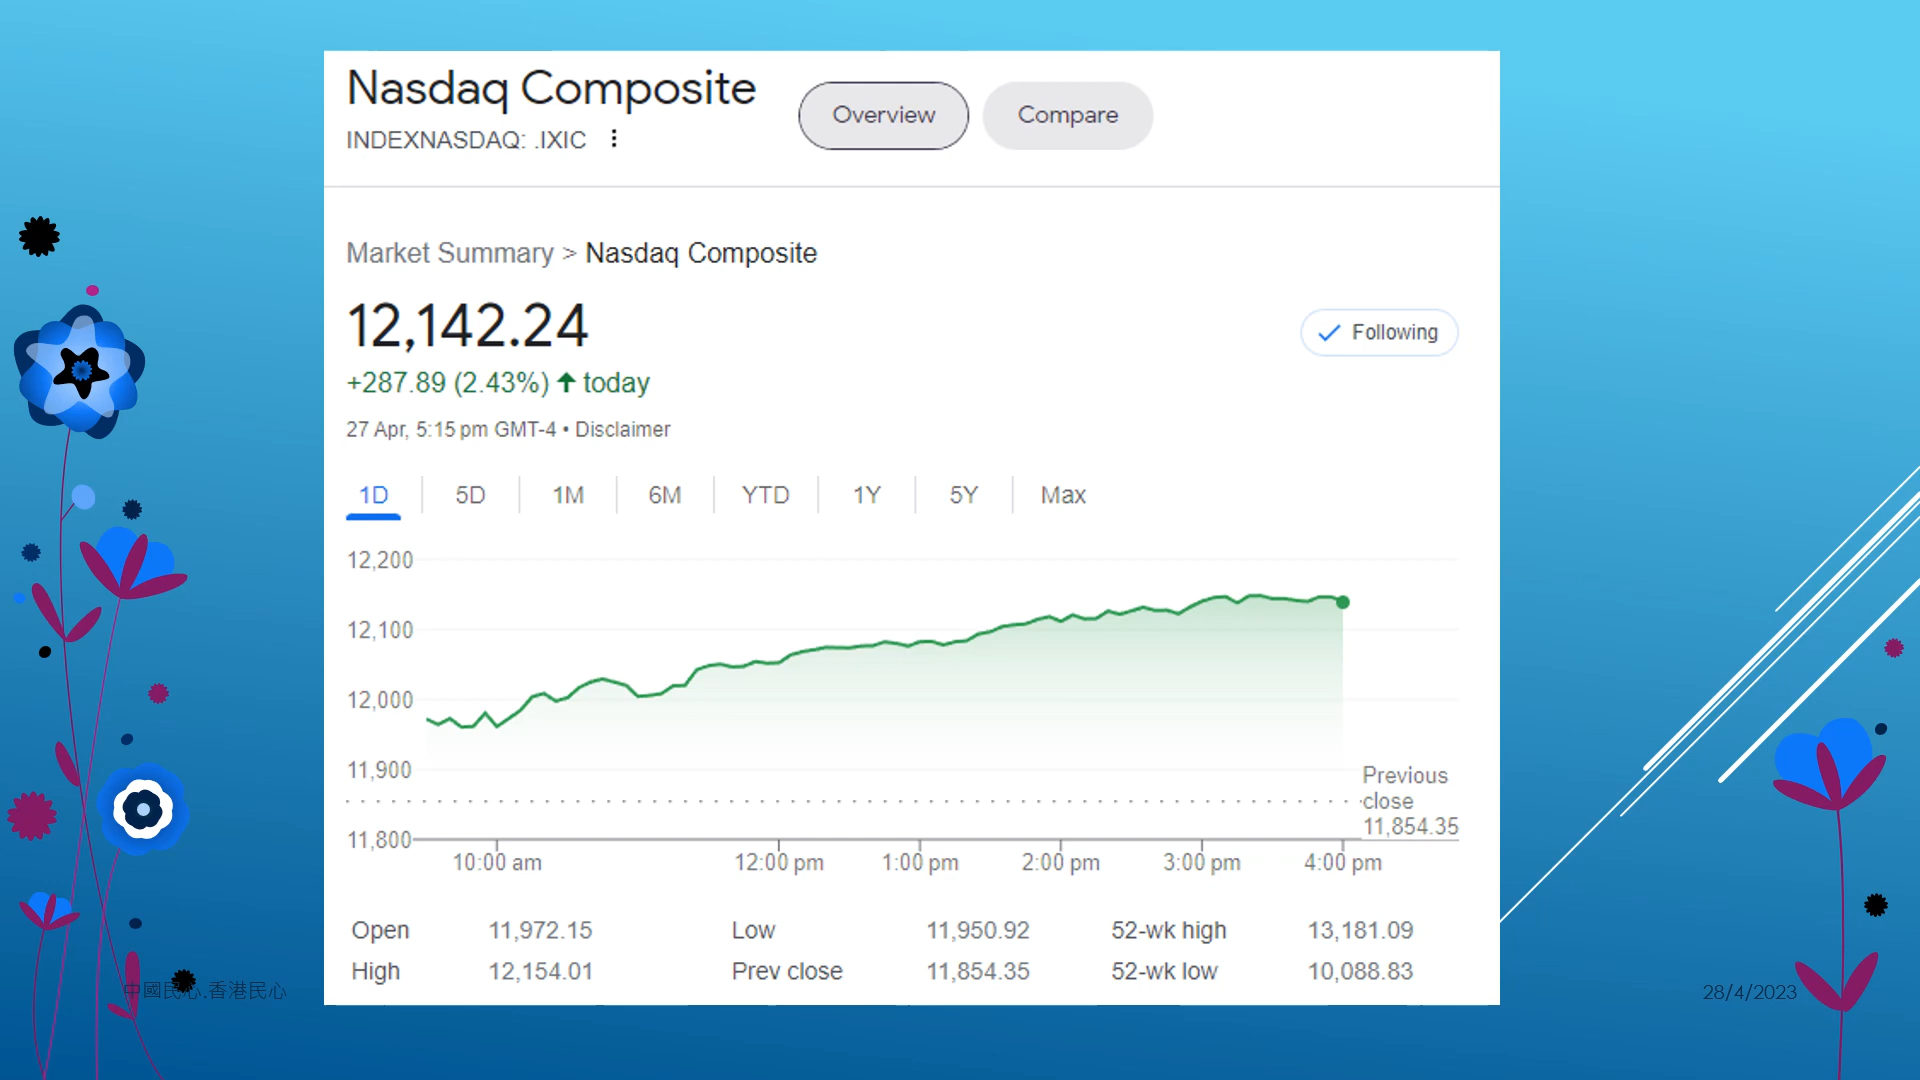 Nasdaq Composite
Overview
Compare
INDEXNASDAQ: .IXIC
Market Summary > Nasdaq Composite
12,142.24
Following
+287.89 (2.43%) today
27 Apr, 5:15 pm GMT-4 • Disclaimer
1D 5D 1M 6M YTD 1Y 5Y Max
12,200
12,100
12,000
11,900
Previous
close
11,854.35
11,800
10:00 am 12:00 pm 1:00 pm 2:00 pm 3:00 pm 4:00 pm
Open 11,972.15 Low 11,950.92 52-wk high 13,181.09
High 12,154.01 Prev close 11,854.35 52-wk low 10,088.83
中國民心.香港民心
28/4/2023